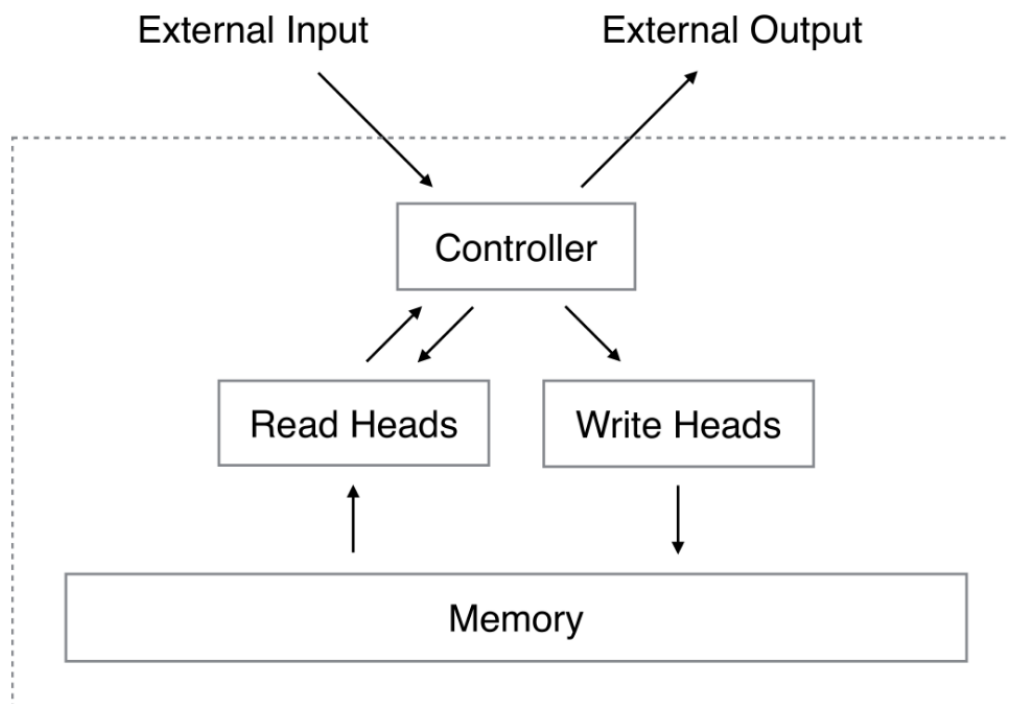 External Input
External Output
Controller
Read Heads
Write Heads
Memory